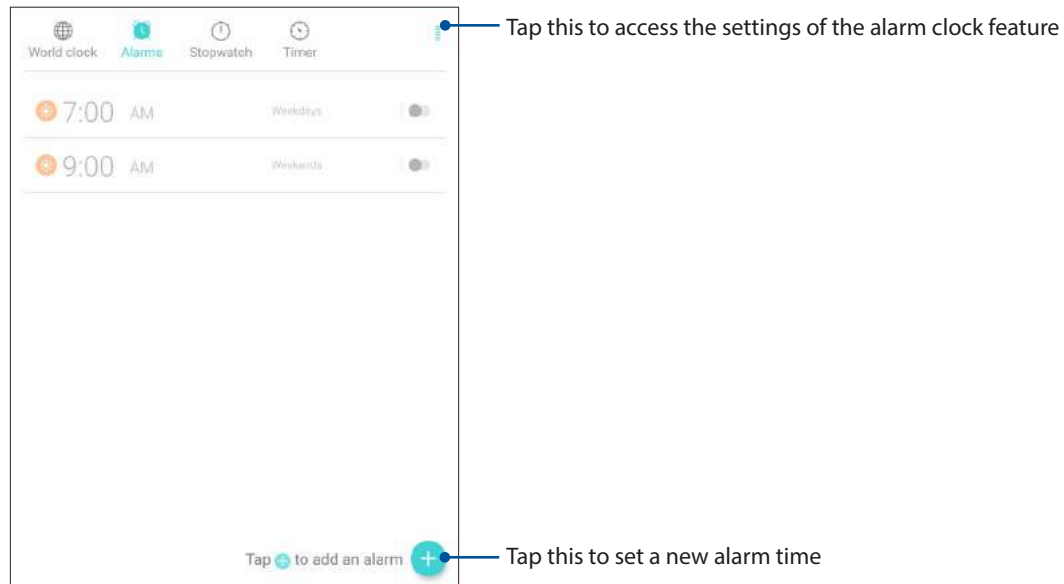 Tap this to access the settings of the alarm clock feature
World clock Alarms Stopwatch Timer
7:00 AM Weekdays
9:00 AM Weekends
Tap + to add an alarm +
Tap this to set a new alarm time